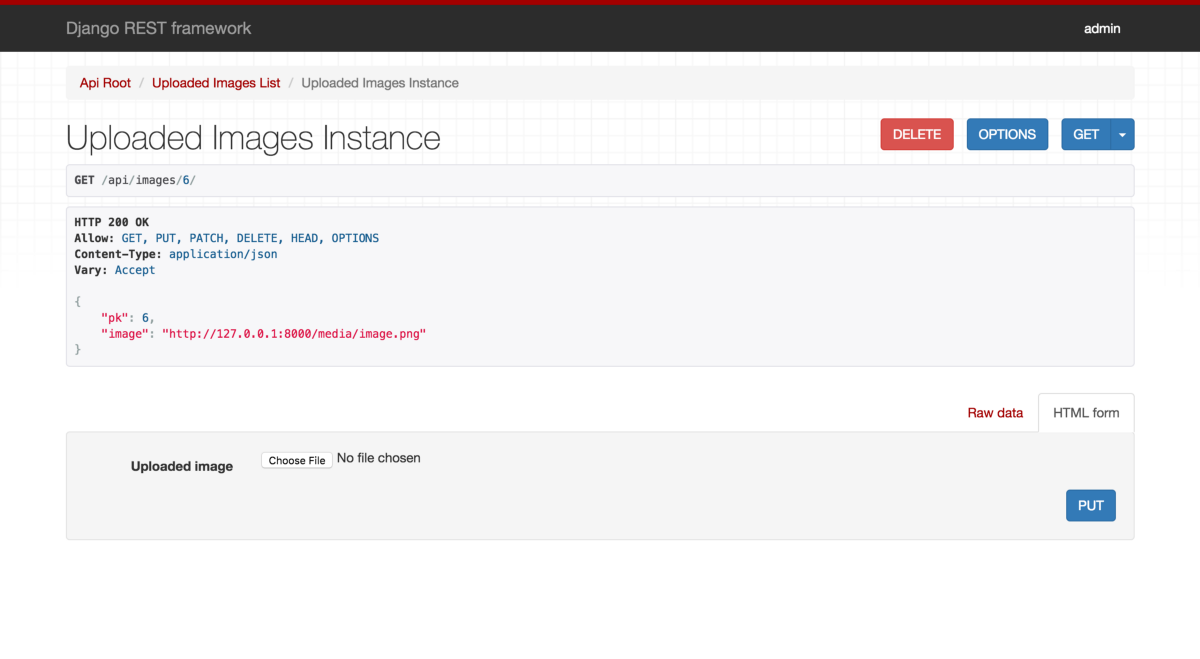 Django REST framework admin
Api Root / Uploaded Images List / Uploaded Images Instance
Uploaded Images Instance DELETE OPTIONS GET
GET /api/images/6/
HTTP 200 OK
Allow: GET, PUT, PATCH, DELETE, HEAD, OPTIONS
Content-Type: application/json
Vary: Accept
{
"pk": 6,
"image": "http://127.0.0.1:8000/media/image.png"
}
Raw data HTML form
Uploaded image Choose File No file chosen
PUT